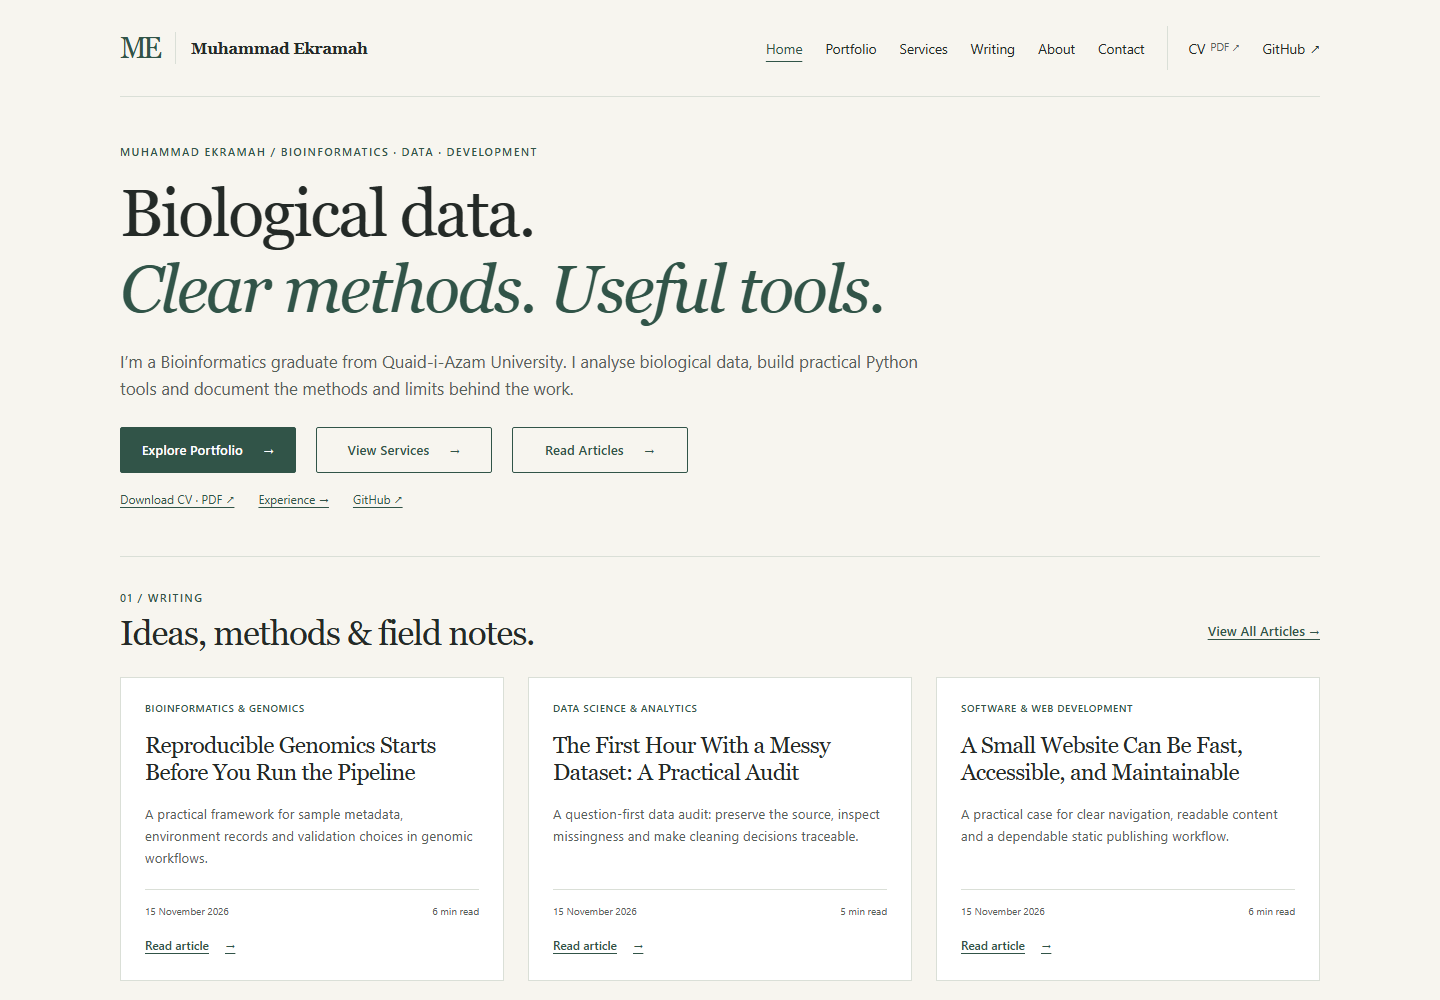 ME
Muhammad Ekramah
Home Portfolio Services Writing About Contact CV PDF ↗ GitHub ↗
MUHAMMAD EKRAMAH / BIOINFORMATICS · DATA · DEVELOPMENT
Biological data.
Clear methods. Useful tools.
I’m a Bioinformatics graduate from Quaid-i-Azam University. I analyse biological data, build practical Python
tools and document the methods and limits behind the work.
Explore Portfolio →
View Services →
Read Articles →
Download CV · PDF ↗ Experience → GitHub ↗
01 / WRITING
Ideas, methods & field notes.
View All Articles →
BIOINFORMATICS & GENOMICS
Reproducible Genomics Starts
Before You Run the Pipeline
A practical framework for sample metadata,
environment records and validation choices in genomic
workflows.
15 November 2026 6 min read
Read article →
DATA SCIENCE & ANALYTICS
The First Hour With a Messy
Dataset: A Practical Audit
A question-first data audit: preserve the source, inspect
missingness and make cleaning decisions traceable.
15 November 2026 5 min read
Read article →
SOFTWARE & WEB DEVELOPMENT
A Small Website Can Be Fast,
Accessible, and Maintainable
A practical case for clear navigation, readable content
and a dependable static publishing workflow.
15 November 2026 6 min read
Read article →